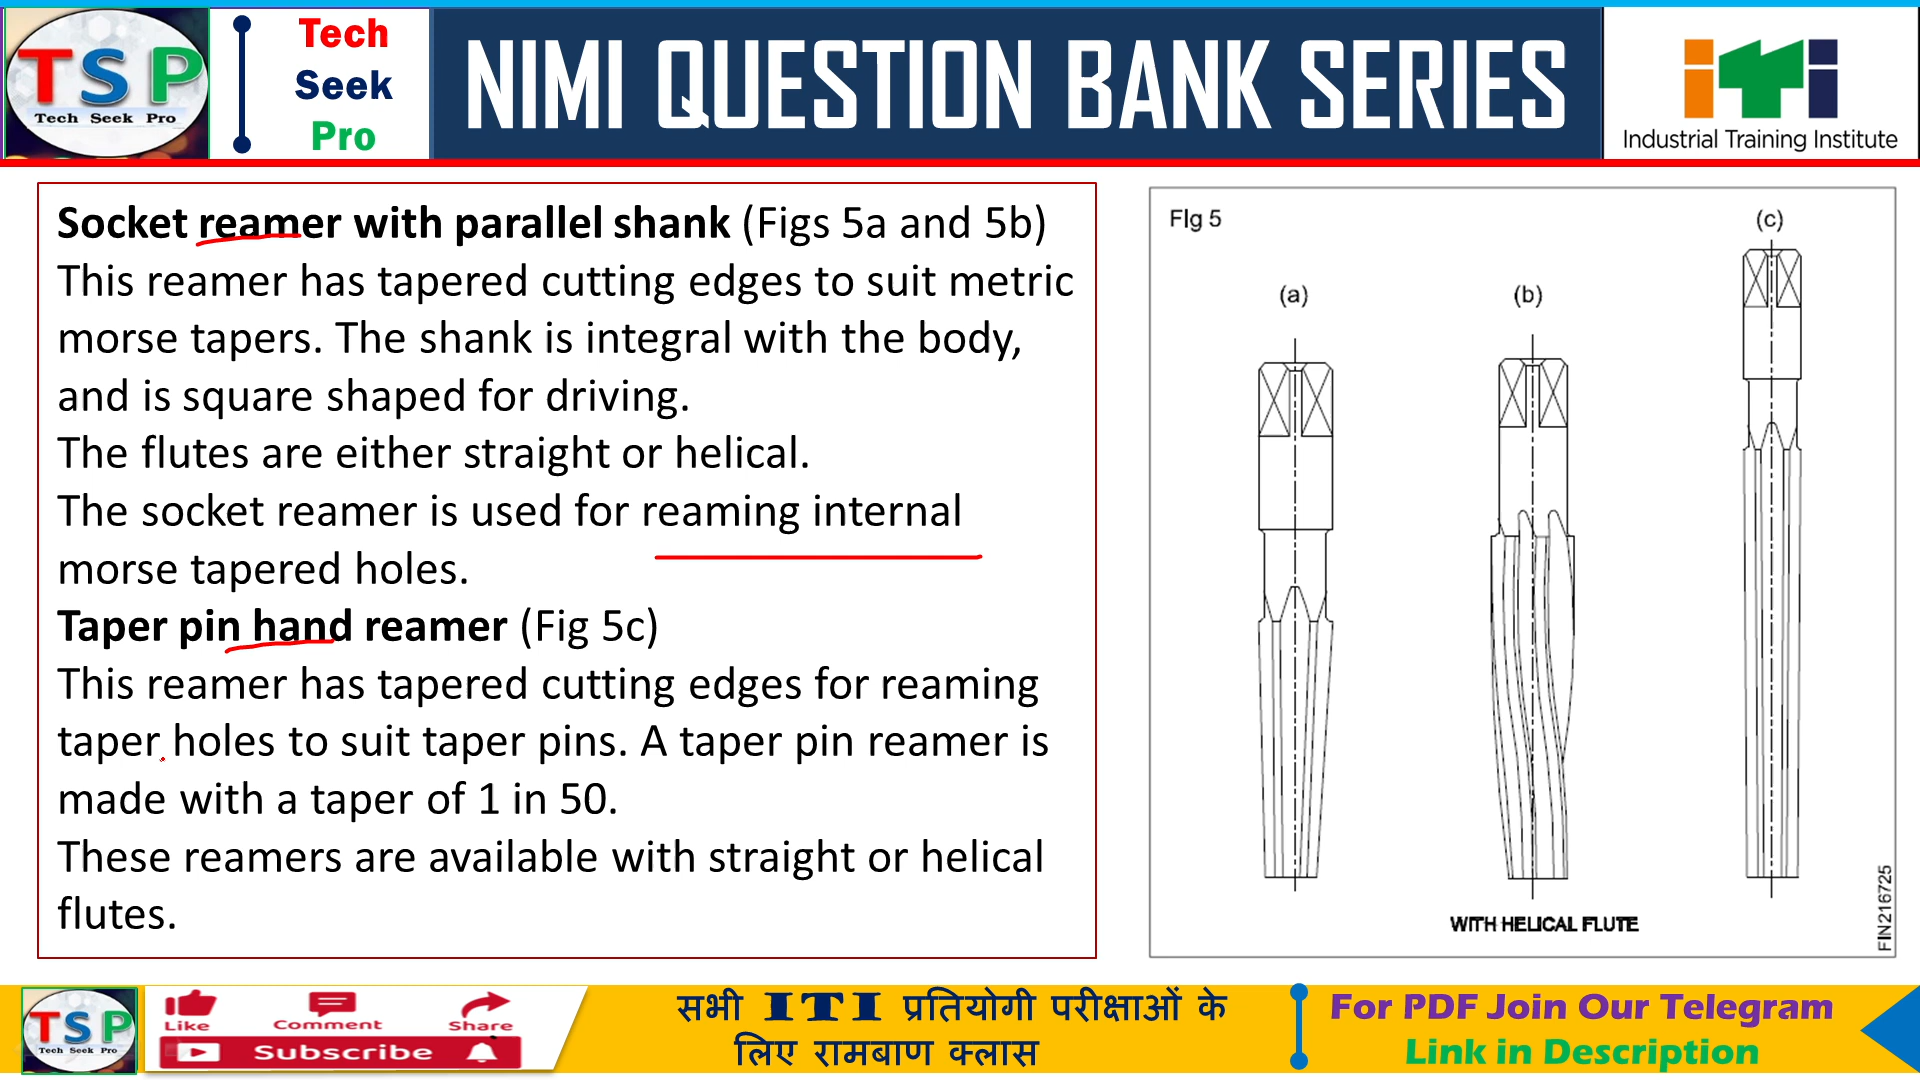 TSP
Tech Seek Pro
Tech
Seek
Pro
NIMI QUESTION BANK SERIES
iTi
Industrial Training Institute
Socket reamer with parallel shank (Figs 5a and 5b)
This reamer has tapered cutting edges to suit metric
morse tapers. The shank is integral with the body,
and is square shaped for driving.
The flutes are either straight or helical.
The socket reamer is used for reaming internal
morse tapered holes.
Taper pin hand reamer (Fig 5c)
This reamer has tapered cutting edges for reaming
taper holes to suit taper pins. A taper pin reamer is
made with a taper of 1 in 50.
These reamers are available with straight or helical
flutes.
Fig 5
(a)
(b)
(c)
WITH HELICAL FLUTE
FIN216725
TSP
Tech Seek Pro
Like
Comment
Share
Subscribe
सभी ITI प्रतियोगी परीक्षाओं के
लिए रामबाण क्लास
For PDF Join Our Telegram
Link in Description